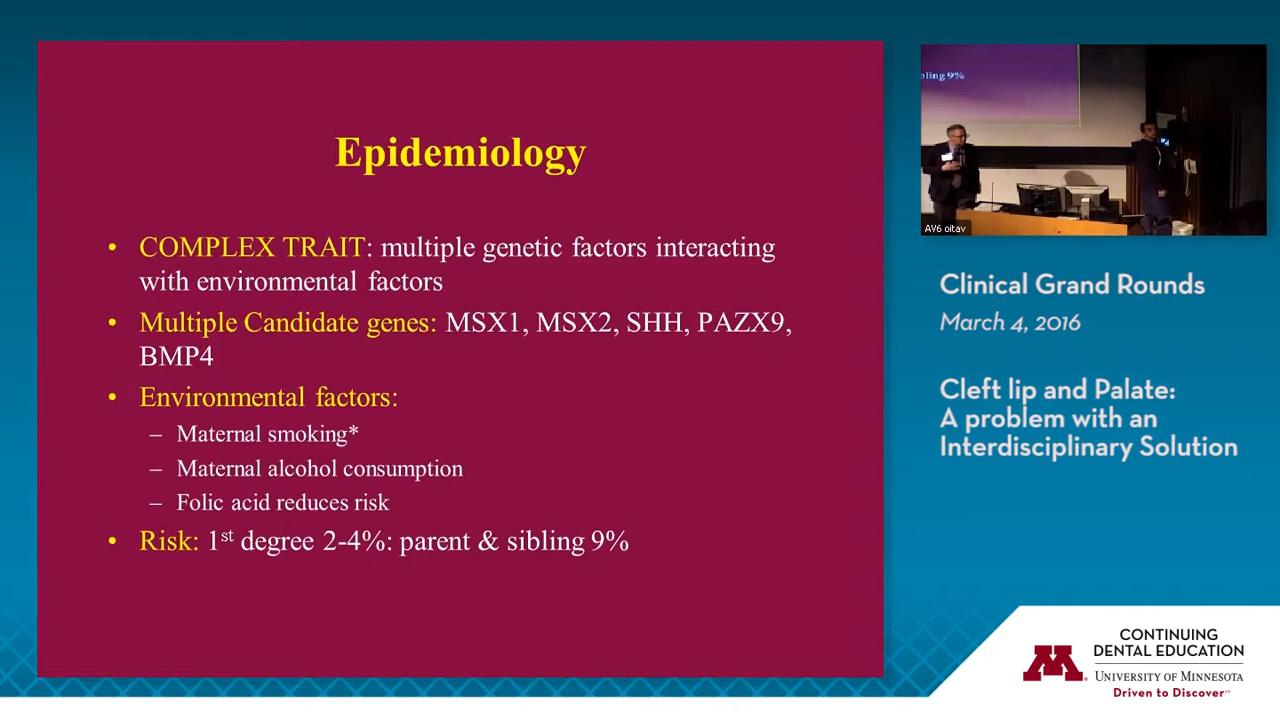 Epidemiology
• COMPLEX TRAIT: multiple genetic factors interacting
with environmental factors
• Multiple Candidate genes: MSX1, MSX2, SHH, PAZX9,
BMP4
• Environmental factors:
– Maternal smoking*
– Maternal alcohol consumption
– Folic acid reduces risk
• Risk: 1st degree 2-4%: parent & sibling 9%
bling 9%
AV6 oitav
Clinical Grand Rounds
March 4, 2016
Cleft lip and Palate:
A problem with an
Interdisciplinary Solution
M
CONTINUING
DENTAL EDUCATION
UNIVERSITY OF MINNESOTA
Driven to Discover℠